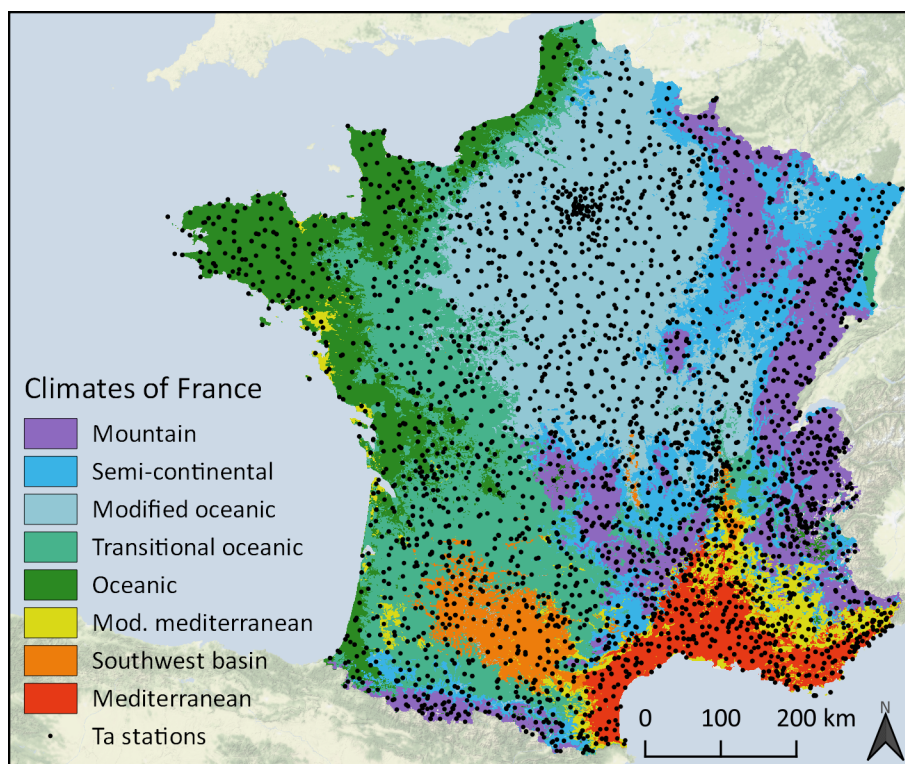 Climates of France
Mountain
Semi-continental
Modified oceanic
Transitional oceanic
Oceanic
Mod. mediterranean
Southwest basin
Mediterranean
Ta stations
0 100 200 km
N